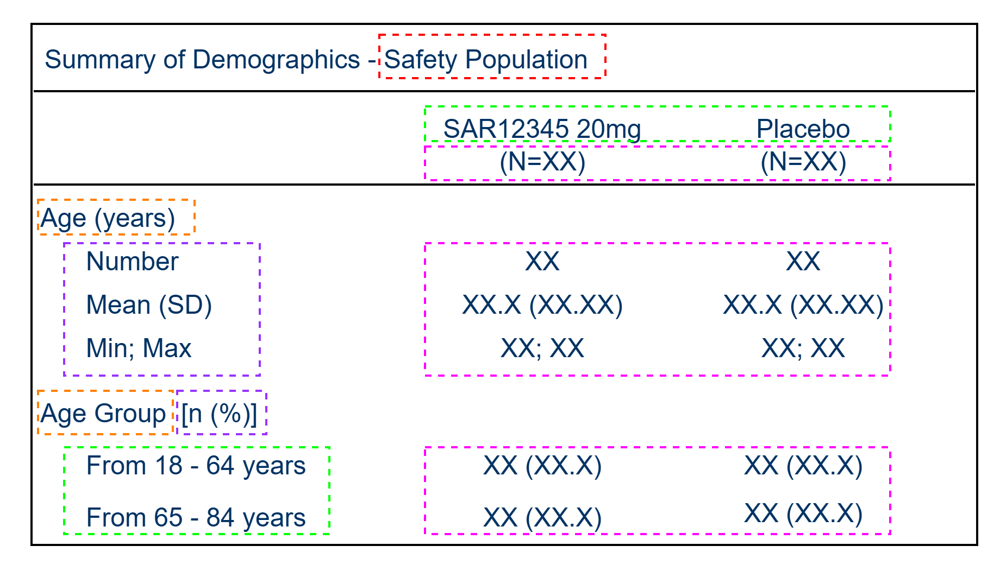 Summary of Demographics - Safety Population
SAR12345 20mg Placebo
(N=XX) (N=XX)
Age (years)
Number XX XX
Mean (SD) XX.X (XX.XX) XX.X (XX.XX)
Min; Max XX; XX XX; XX
Age Group [n (%)]
From 18 - 64 years XX (XX.X) XX (XX.X)
From 65 - 84 years XX (XX.X) XX (XX.X)